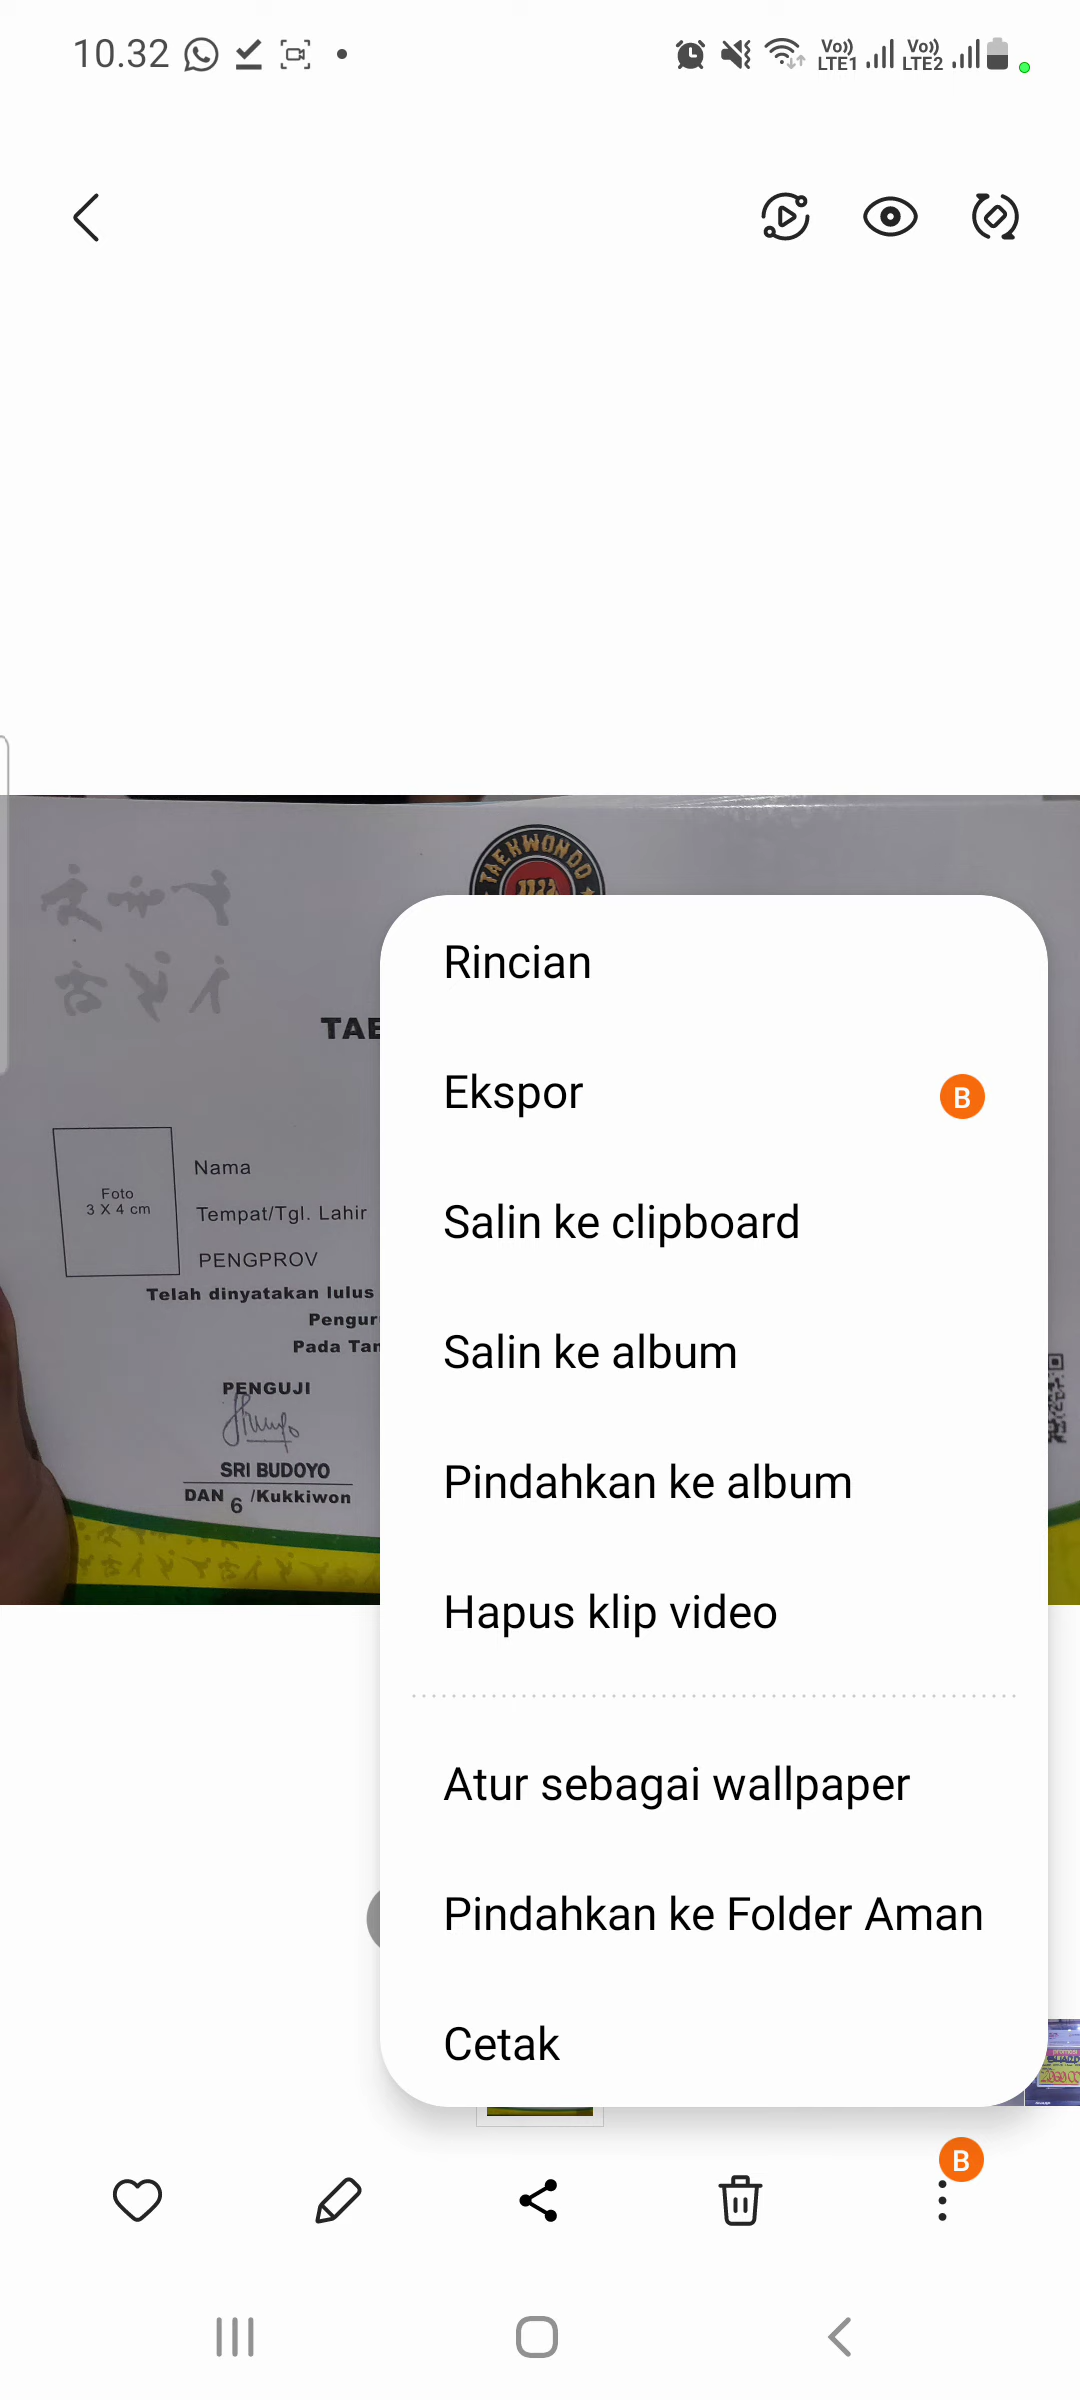 10.32
Vo)) LTE1
Vo)) LTE2
TAEKWONDO
Rincian
TAE
Ekspor
B
Nama
Foto
3 X 4 cm
Tempat/Tgl. Lahir
Salin ke clipboard
PENGPROV
Telah dinyatakan lulus
Pengur
Pada Tan
Salin ke album
PENGUJI
SRI BUDOYO
DAN 6 /Kukkiwon
Pindahkan ke album
Hapus klip video
Atur sebagai wallpaper
Pindahkan ke Folder Aman
Cetak
B